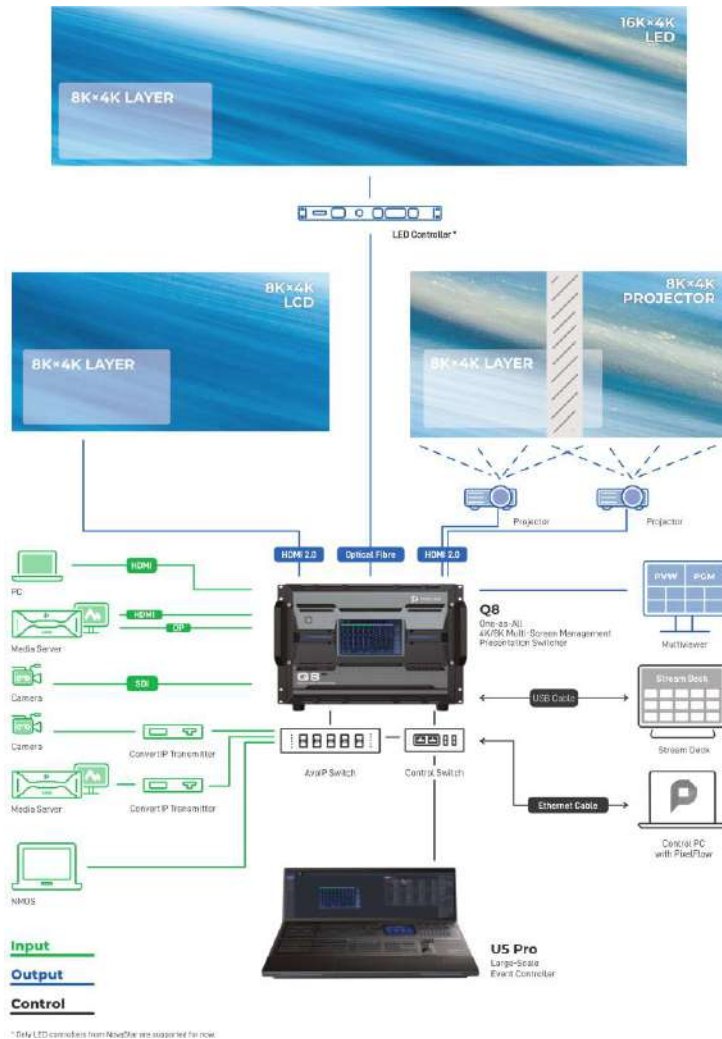 16K×4K
LED
8K×4K LAYER
LED Controller *
8K×4K
LCD
8K×4K LAYER
8K×4K
PROJECTOR
8K×4K LAYER
Projector
Projector
HDMI 2.0
Optical Fibre
HDMI 2.0
PC
HDMI
Media Server
HDMI
OP
Camera
SDI
Camera
ConvertIP Transmitter
Media Server
ConvertIP Transmitter
NMOS
Q8
Q8
One-as-All
4K/8K Multi-Screen Management
Presentation Switcher
PVW
PGM
Multiviewer
USB Cable
Stream Deck
Stream Deck
AvoIP Switch
Control Switch
Ethernet Cable
Control PC
with PixelFlow
U5 Pro
Large-Scale
Event Controller
Input
Output
Control
* Only LED controllers from NovaStar are supported for now.